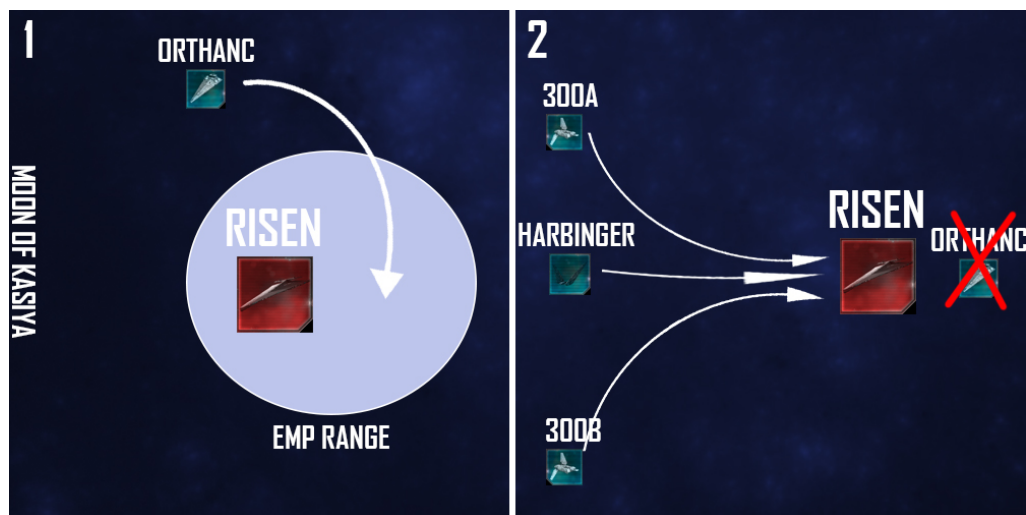 1
ORTHANC
MOON OF KASIYA
RISEN
EMP RANGE
2
300A
HARBINGER
RISEN
ORTHANC
300B